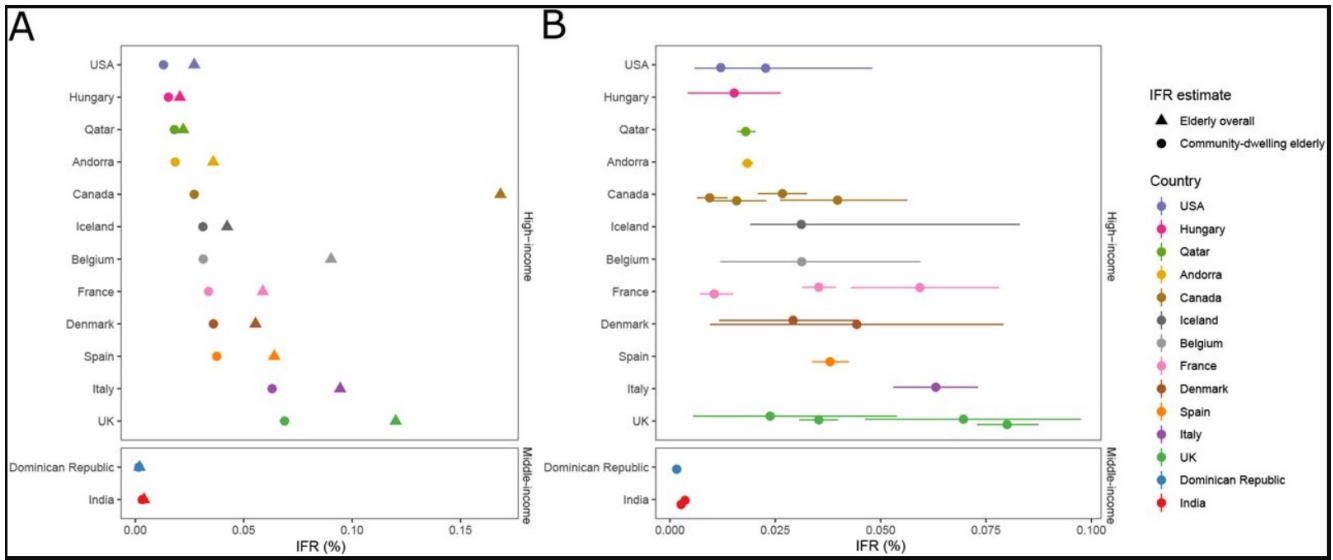 A
USA
Hungary
Qatar
Andorra
Canada
Iceland
Belgium
France
Denmark
Spain
Italy
UK
High-income
Dominican Republic
India
Middle-income
0.00 0.05 0.10 0.15
IFR (%)
B
USA
Hungary
Qatar
Andorra
Canada
Iceland
Belgium
France
Denmark
Spain
Italy
UK
High-income
Dominican Republic
India
Middle-income
0.000 0.025 0.050 0.075 0.100
IFR (%)
IFR estimate
Elderly overall
Community-dwelling elderly
Country
USA
Hungary
Qatar
Andorra
Canada
Iceland
Belgium
France
Denmark
Spain
Italy
UK
Dominican Republic
India